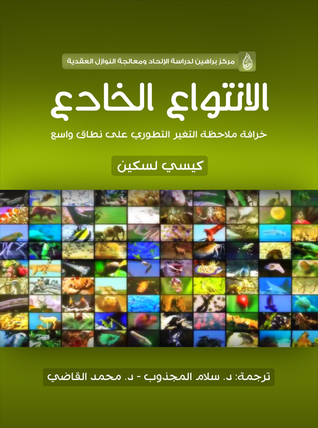 مركز براهين لدراسة الإلحاد ومعالجة النوازل العقدية
الانتواع الخادع
خرافة ملاحظة التغير التطوري على نطاق واسع
كيسي لسكين
ترجمة: د. سلام المجذوب - د. محمد القاضي